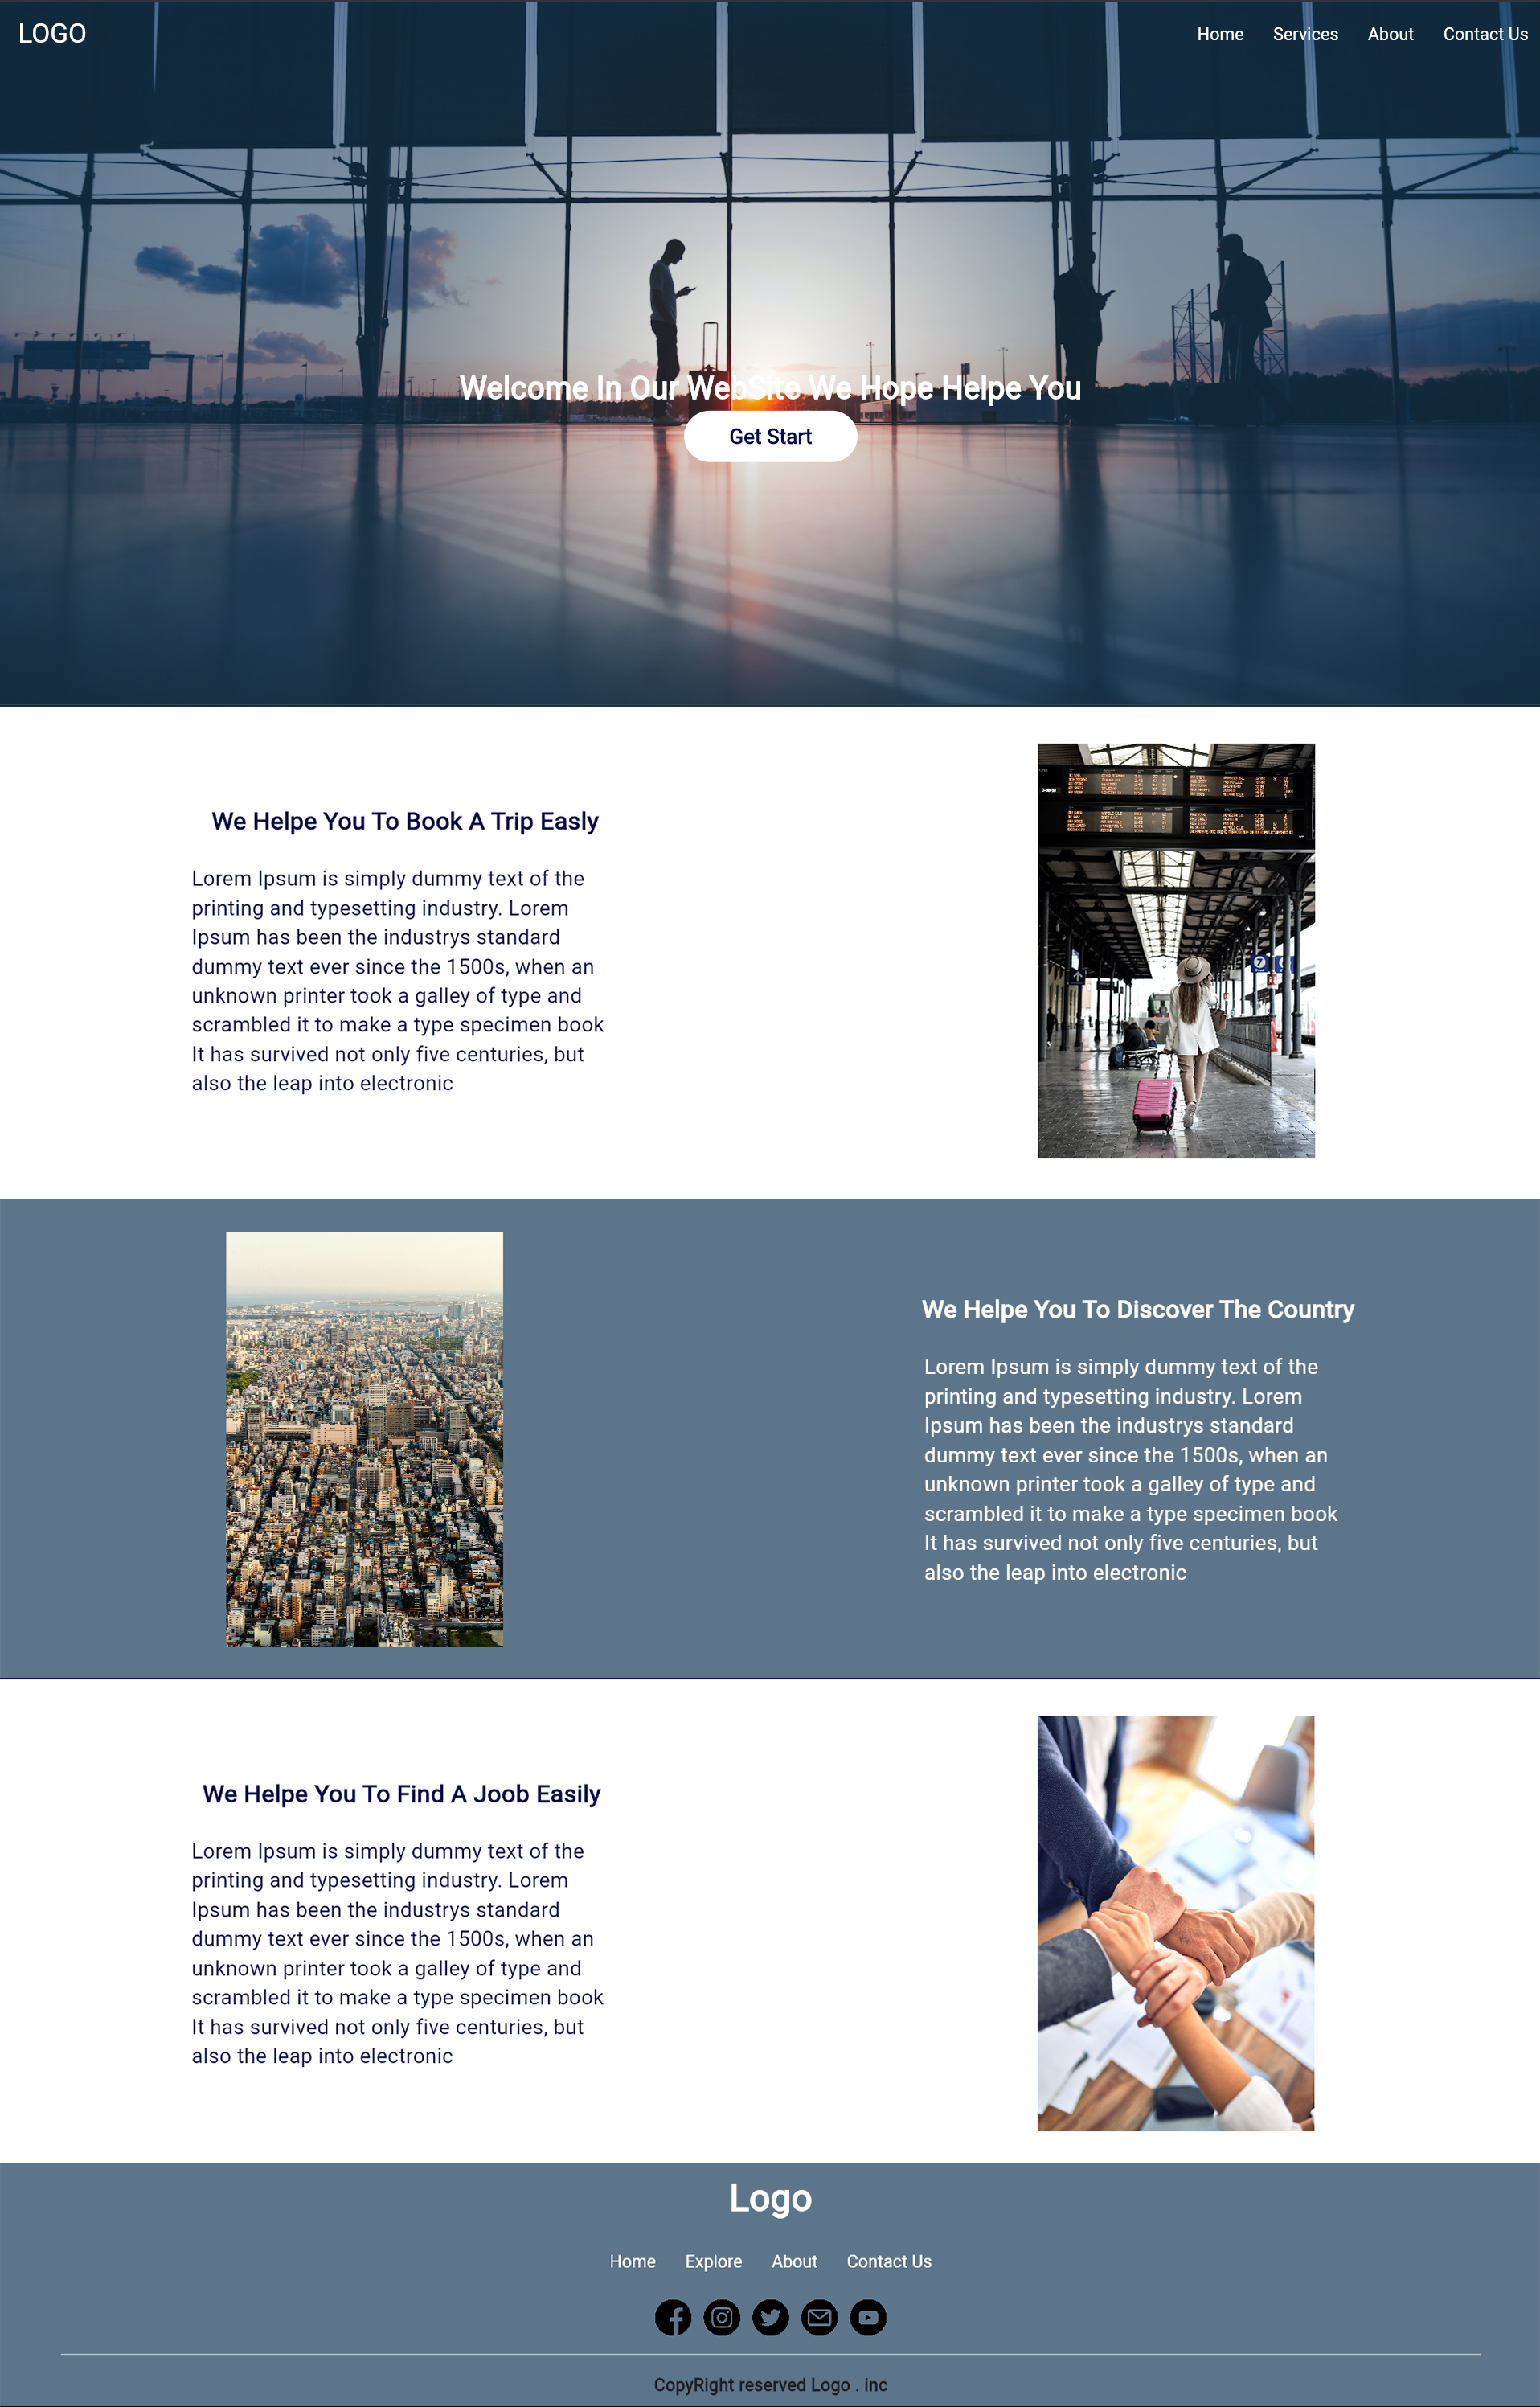 LOGO
Home Services About Contact Us
Welcome In Our WebSite We Hope Helpe You
Get Start
We Helpe You To Book A Trip Easly
Lorem Ipsum is simply dummy text of the
printing and typesetting industry. Lorem
Ipsum has been the industrys standard
dummy text ever since the 1500s, when an
unknown printer took a galley of type and
scrambled it to make a type specimen book
It has survived not only five centuries, but
also the leap into electronic
We Helpe You To Discover The Country
Lorem Ipsum is simply dummy text of the
printing and typesetting industry. Lorem
Ipsum has been the industrys standard
dummy text ever since the 1500s, when an
unknown printer took a galley of type and
scrambled it to make a type specimen book
It has survived not only five centuries, but
also the leap into electronic
We Helpe You To Find A Joob Easily
Lorem Ipsum is simply dummy text of the
printing and typesetting industry. Lorem
Ipsum has been the industrys standard
dummy text ever since the 1500s, when an
unknown printer took a galley of type and
scrambled it to make a type specimen book
It has survived not only five centuries, but
also the leap into electronic
Logo
Home Explore About Contact Us
CopyRight reserved Logo . inc